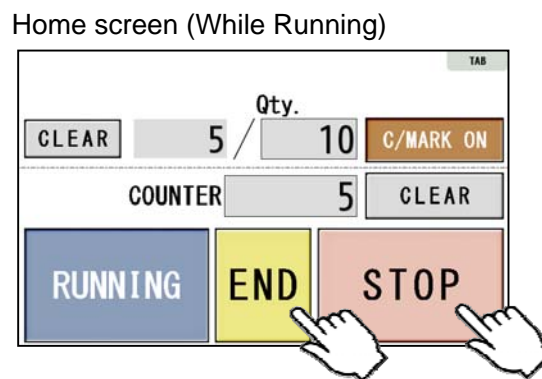 Home screen (While Running)
TAB
Qty.
CLEAR 5 / 10 C/MARK ON
COUNTER 5 CLEAR
RUNNING END STOP